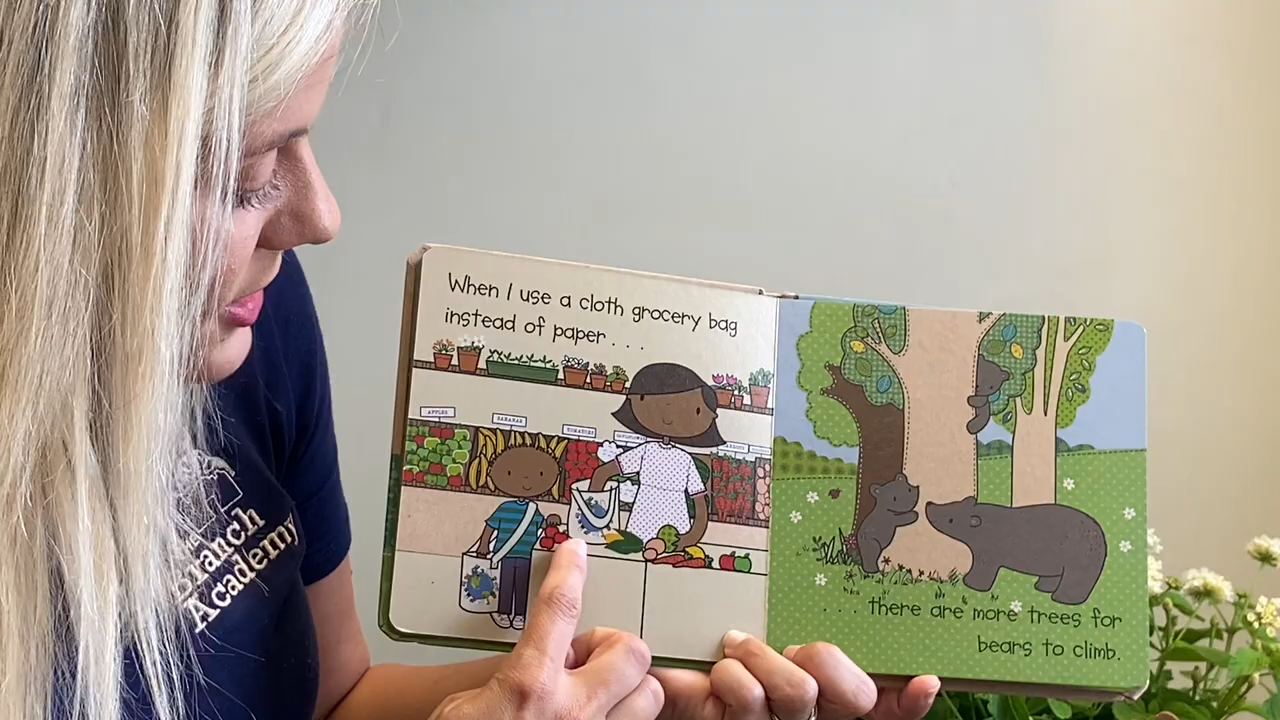 When I use a cloth grocery bag
instead of paper . . .
APPLES
BANANAS
TOMATOES
. . . there are more trees for
bears to climb.
Branch
Academy